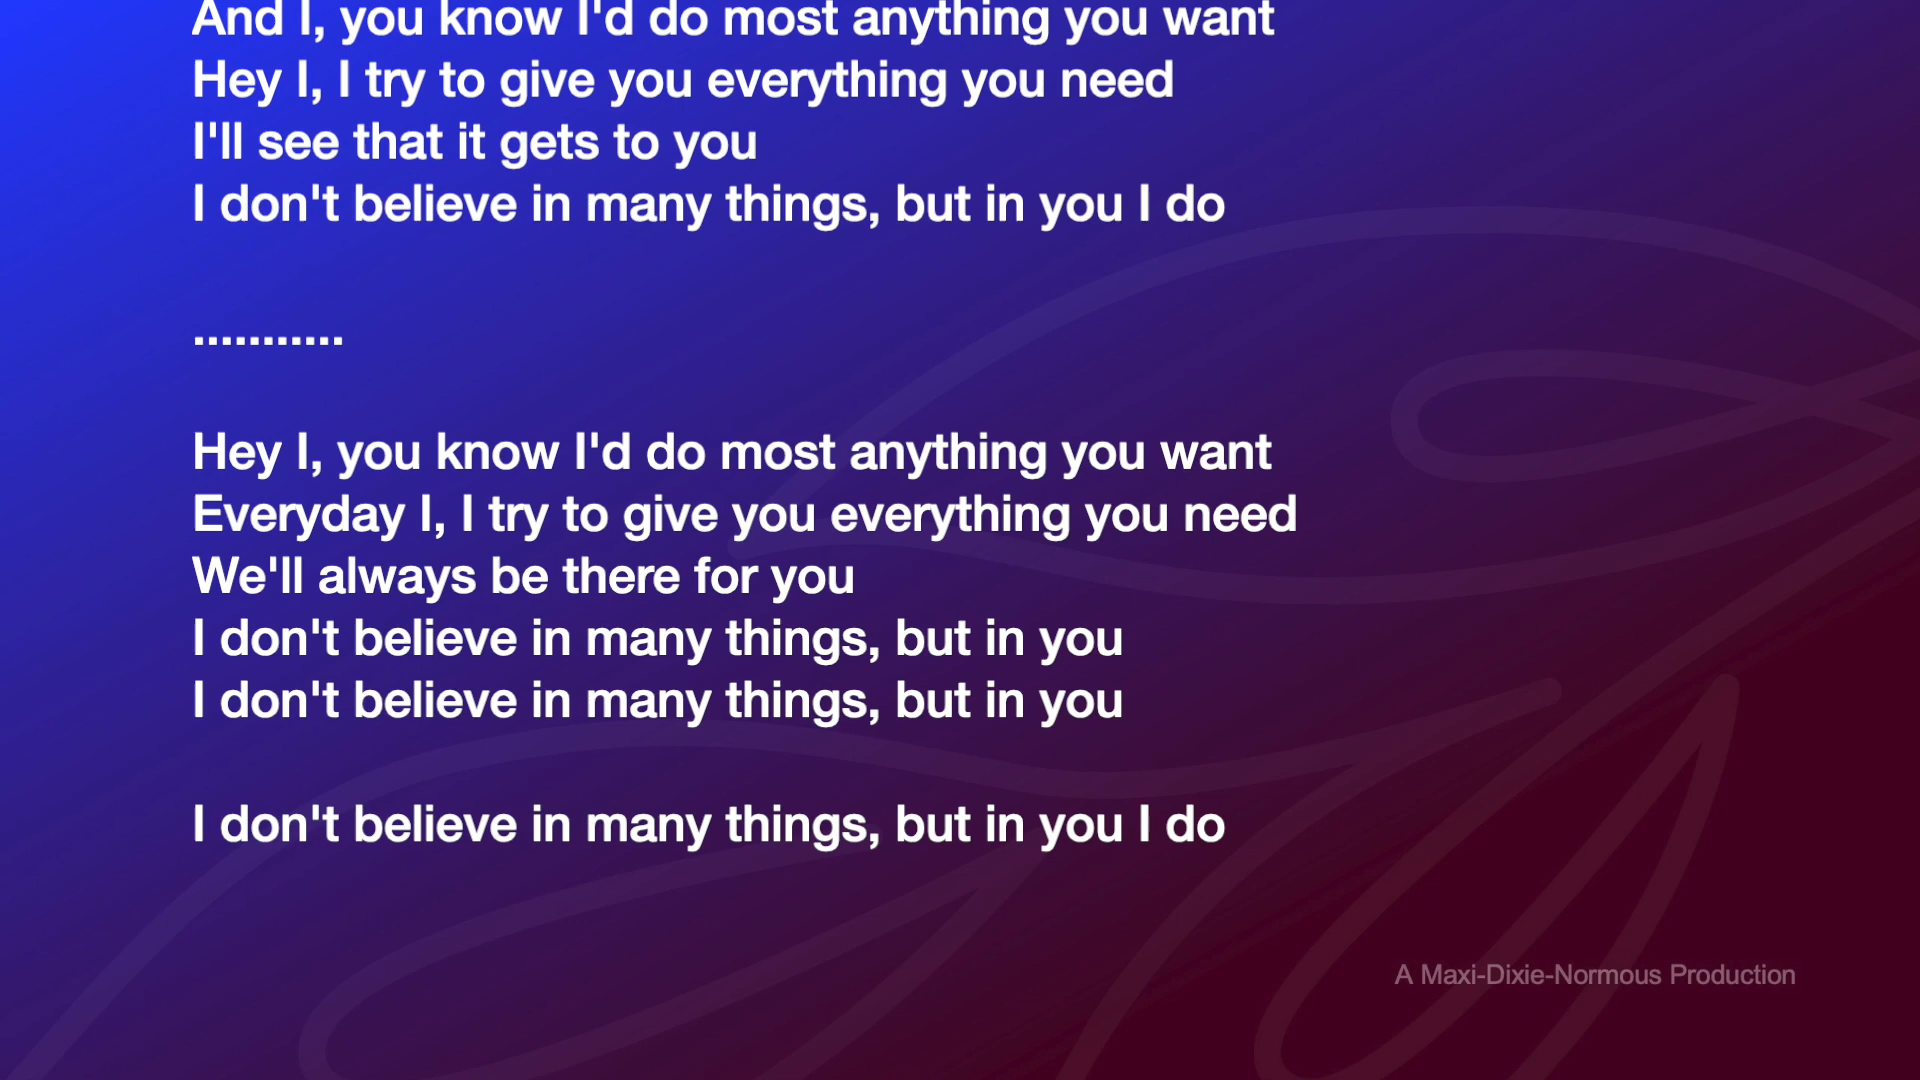 And I, you know I'd do most anything you want
Hey I, I try to give you everything you need
I'll see that it gets to you
I don't believe in many things, but in you I do
...........
Hey I, you know I'd do most anything you want
Everyday I, I try to give you everything you need
We'll always be there for you
I don't believe in many things, but in you
I don't believe in many things, but in you
I don't believe in many things, but in you I do
A Maxi-Dixie-Normous Production